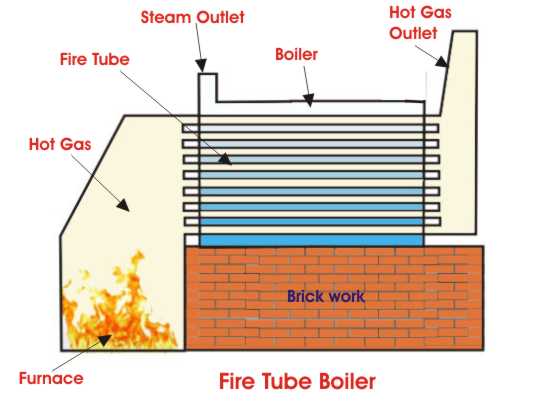 Steam Outlet
Hot Gas
Outlet
Fire Tube
Boiler
Hot Gas
Brick work
Furnace
Fire Tube Boiler